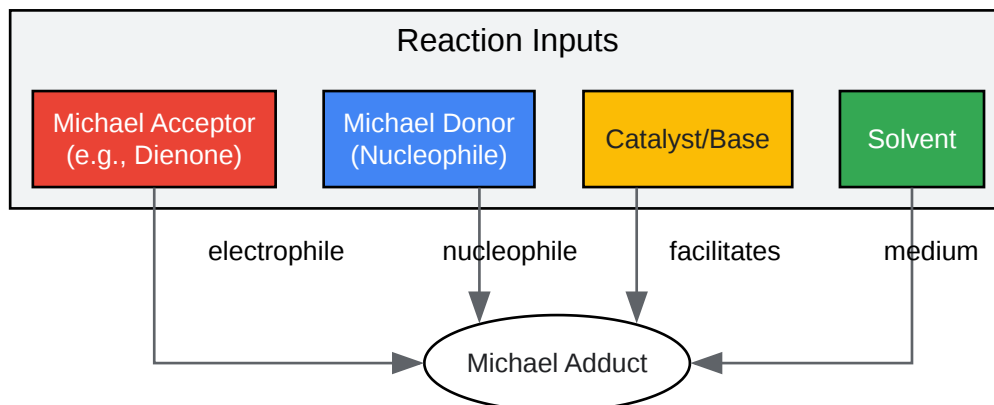 Reaction Inputs
Michael Acceptor
(e.g., Dienone)
Michael Donor
(Nucleophile)
Catalyst/Base
Solvent
electrophile
nucleophile
facilitates
medium
Michael Adduct